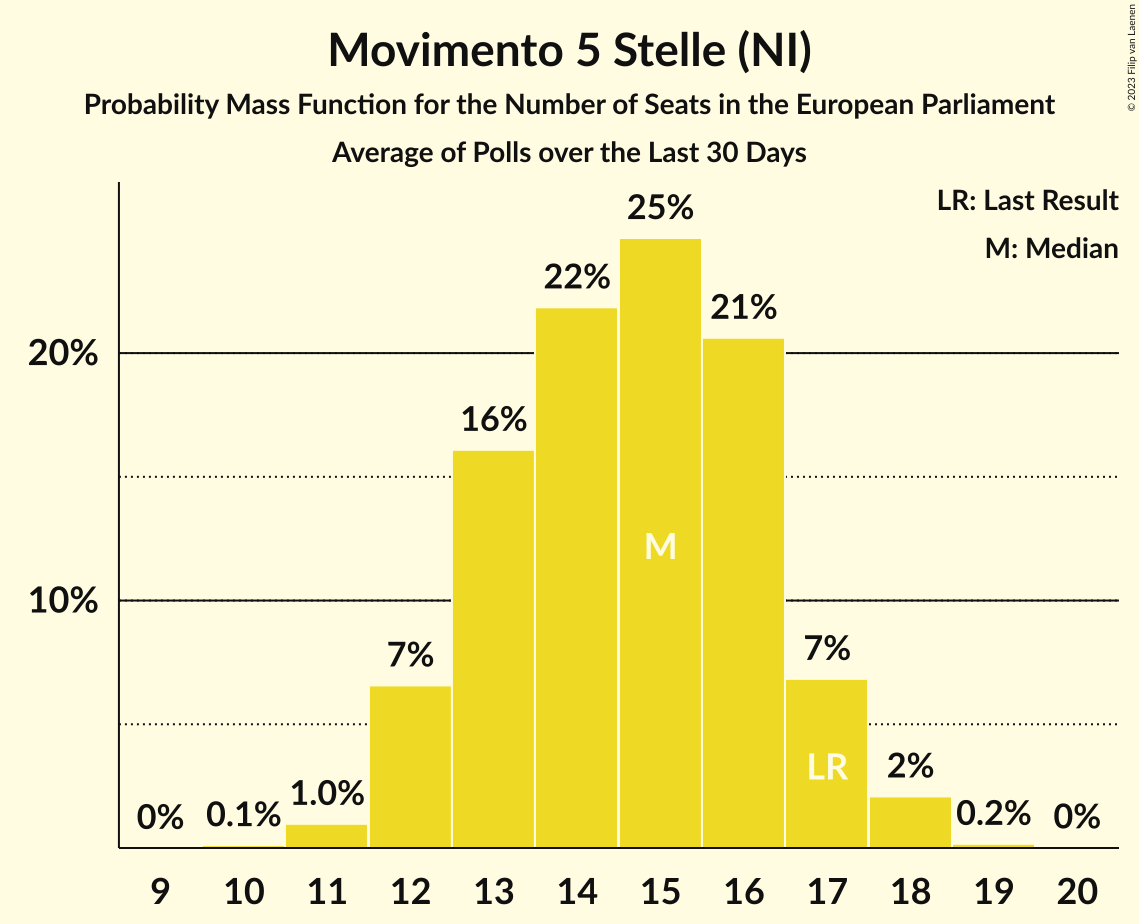 Movimento 5 Stelle (NI)
Probability Mass Function for the Number of Seats in the European Parliament
Average of Polls over the Last 30 Days
© 2023 Filip van Laenen
LR: Last Result
M: Median
25%
22%
21%
20%
16%
M
10%
7%
7%
LR
2%
1.0%
0%
0.1%
0.2%
0%
9 10 11 12 13 14 15 16 17 18 19 20